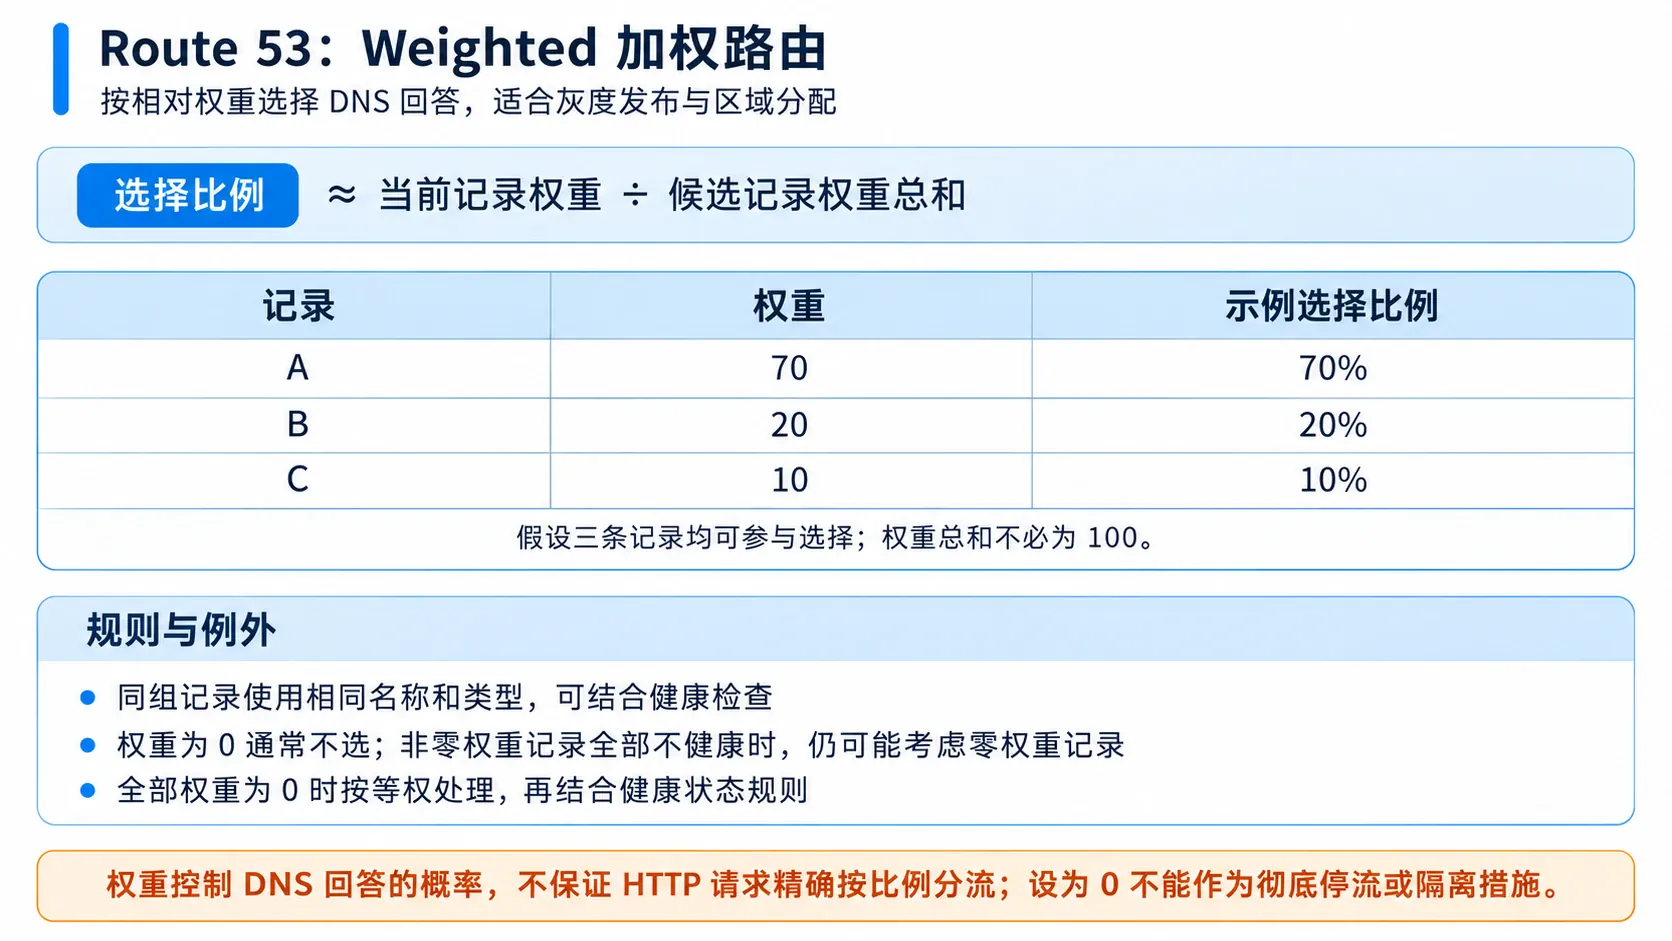 Route 53：Weighted 加权路由
按相对权重选择 DNS 回答，适合灰度发布与区域分配
选择比例 ≈ 当前记录权重 ÷ 候选记录权重总和
记录 权重 示例选择比例
A 70 70%
B 20 20%
C 10 10%
假设三条记录均可参与选择；权重总和不必为 100。
规则与例外
同组记录使用相同名称和类型，可结合健康检查
权重为 0 通常不选；非零权重记录全部不健康时，仍可能考虑零权重记录
全部权重为 0 时按等权处理，再结合健康状态规则
权重控制 DNS 回答的概率，不保证 HTTP 请求精确按比例分流；设为 0 不能作为彻底停流或隔离措施。